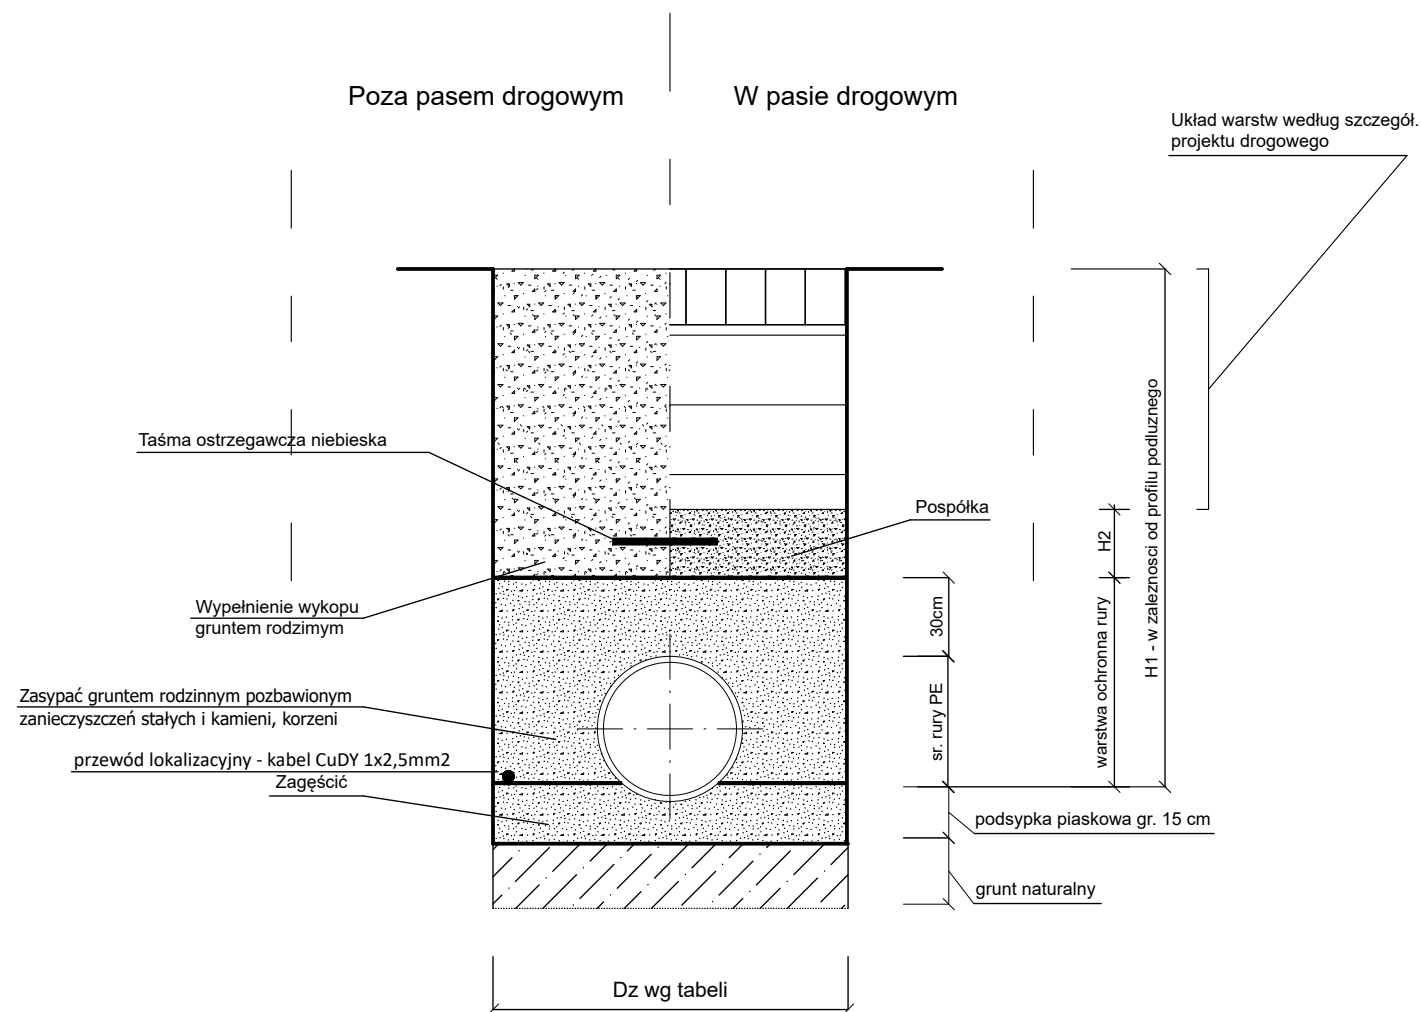 Poza pasem drogowym
W pasie drogowym
Układ warstw według szczegół.
projektu drogowego
Taśma ostrzegawcza niebieska
Pospółka
Wypełnienie wykopu
gruntem rodzimym
Zasypać gruntem rodzinnym pozbawionym
zanieczyszczeń stałych i kamieni, korzeni
przewód lokalizacyjny - kabel CuDY 1x2,5mm2
Zagęścić
30cm
sr. rury PE
H2
warstwa ochronna rury
H1 - w zaleznosci od profilu podluznego
podsypka piaskowa gr. 15 cm
grunt naturalny
Dz wg tabeli